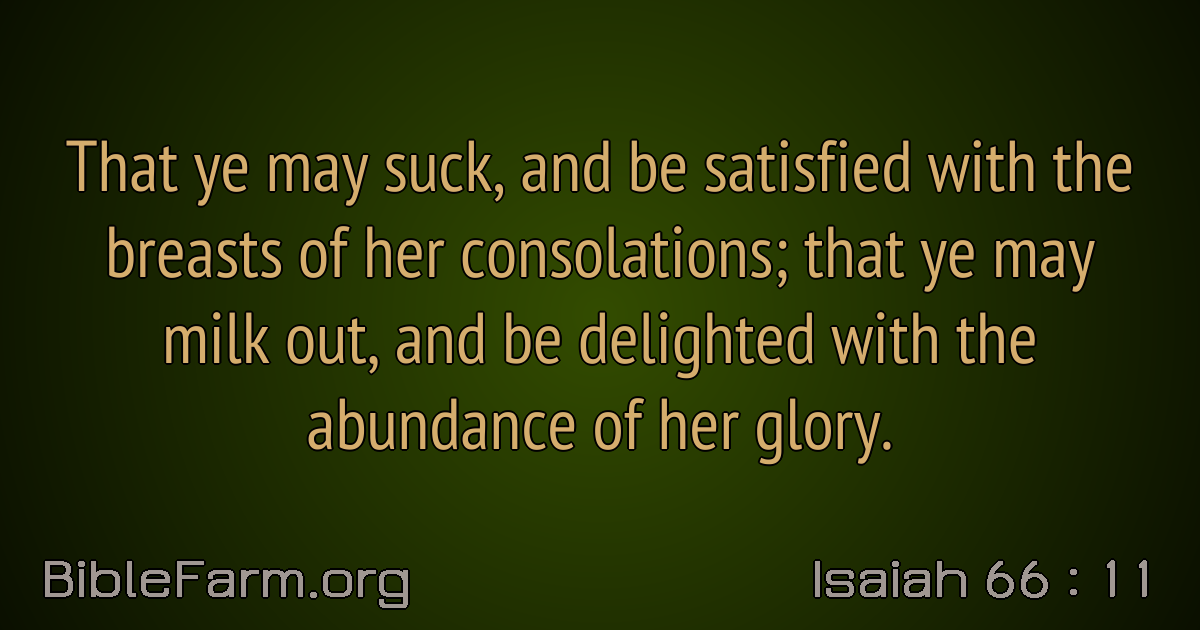 That ye may suck, and be satisfied with the
breasts of her consolations; that ye may
milk out, and be delighted with the
abundance of her glory.
BibleFarm.org
Isaiah 66 : 11